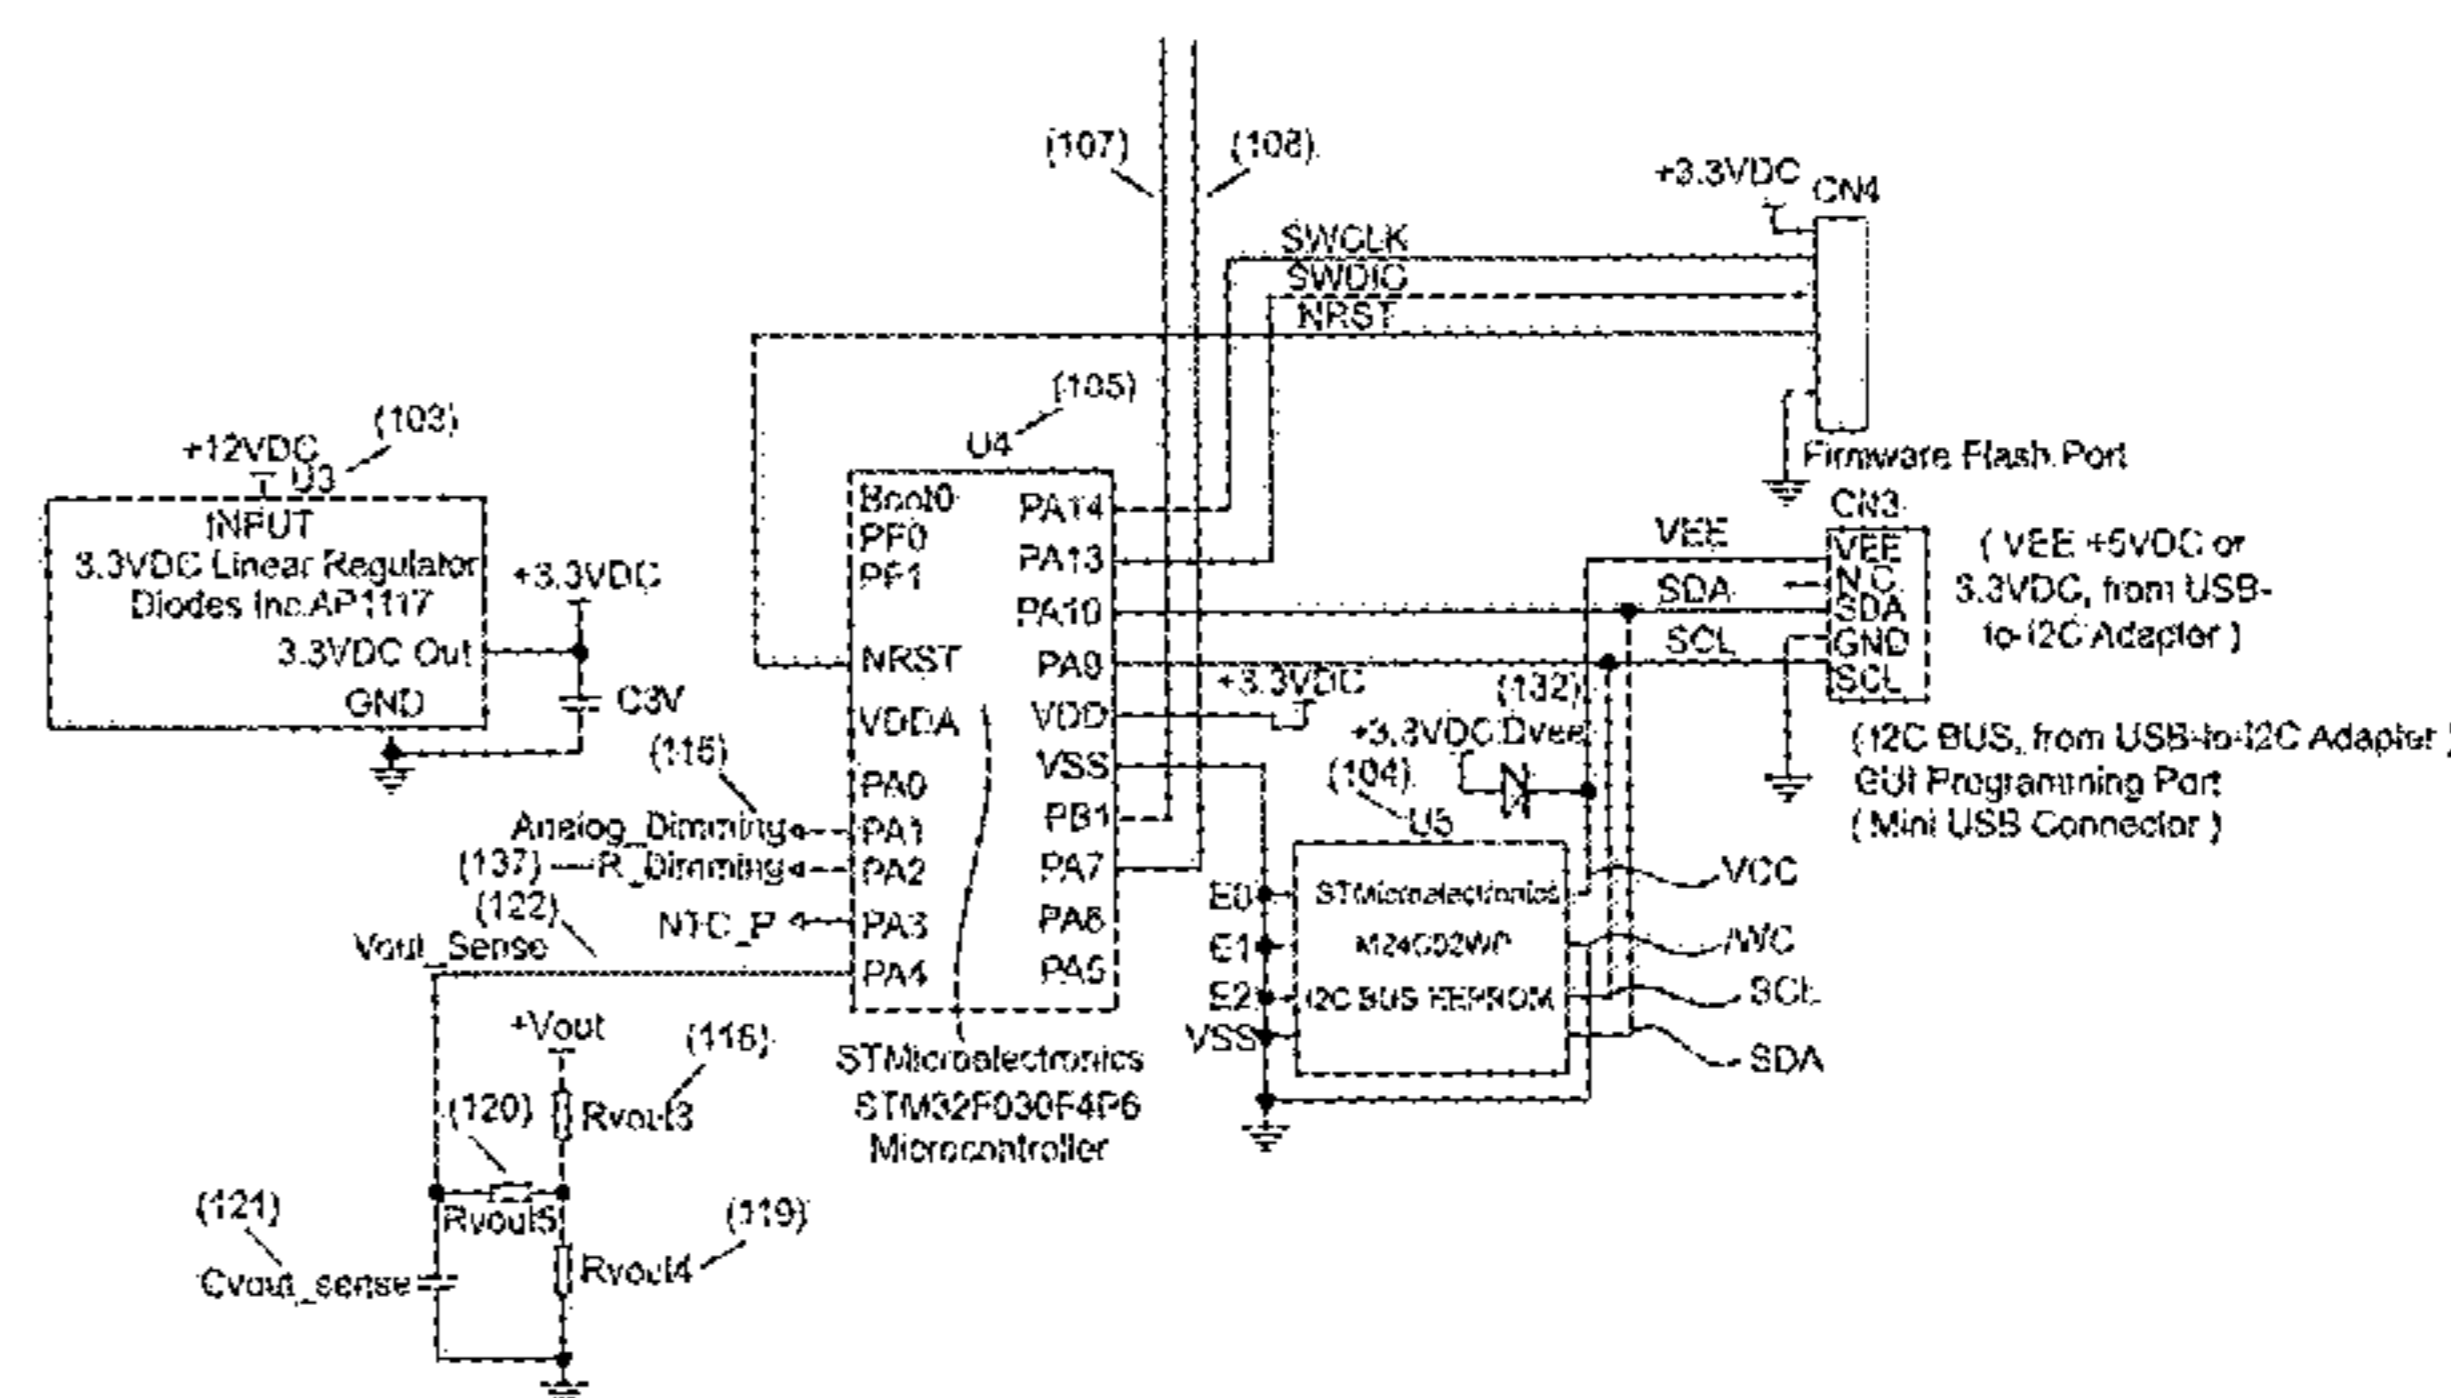 (107)
(108)
+3.3VDC
CN4
SWCLK
SWDIO
NRST
(105)
U4
(103)
+12VDC
U3
Firmware Flash Port
INPUT
3.3VDC Linear Regulator
Diodes Inc.AP1117
3.3VDC Out
GND
+3.3VDC
C3V
Boot0
PF0
PF1
NRST
VDDA
PA0
PA1
PA2
PA3
PA4
PA14
PA13
PA10
PA9
VDD
VSS
PB1
PA7
PA6
PA5
CN3
VEE
SDA
SCL
VEE
N.C.
SDA
GND
SCL
( VEE +5VDC or
3.3VDC, from USB-
to-I2C Adapter )
+3.3VDC
(132)
+3.3VDC Dvee
(104)
U5
( I2C BUS, from USB-to-I2C Adapter )
GUI Programming Port
( Mini USB Connector )
Analog_Dimming
(137)
R_Dimming
(122)
NTC_P
Vout_Sense
E0
E1
E2
VSS
STMicroelectronics
M24C02WP
I2C BUS EEPROM
VCC
/WC
SCL
SDA
STMicroelectronics
STM32F030F4P6
Microcontroller
+Vout
Rvout3
(120)
Rvout5
(121)
(119)
Rvout4
Cvout_sense